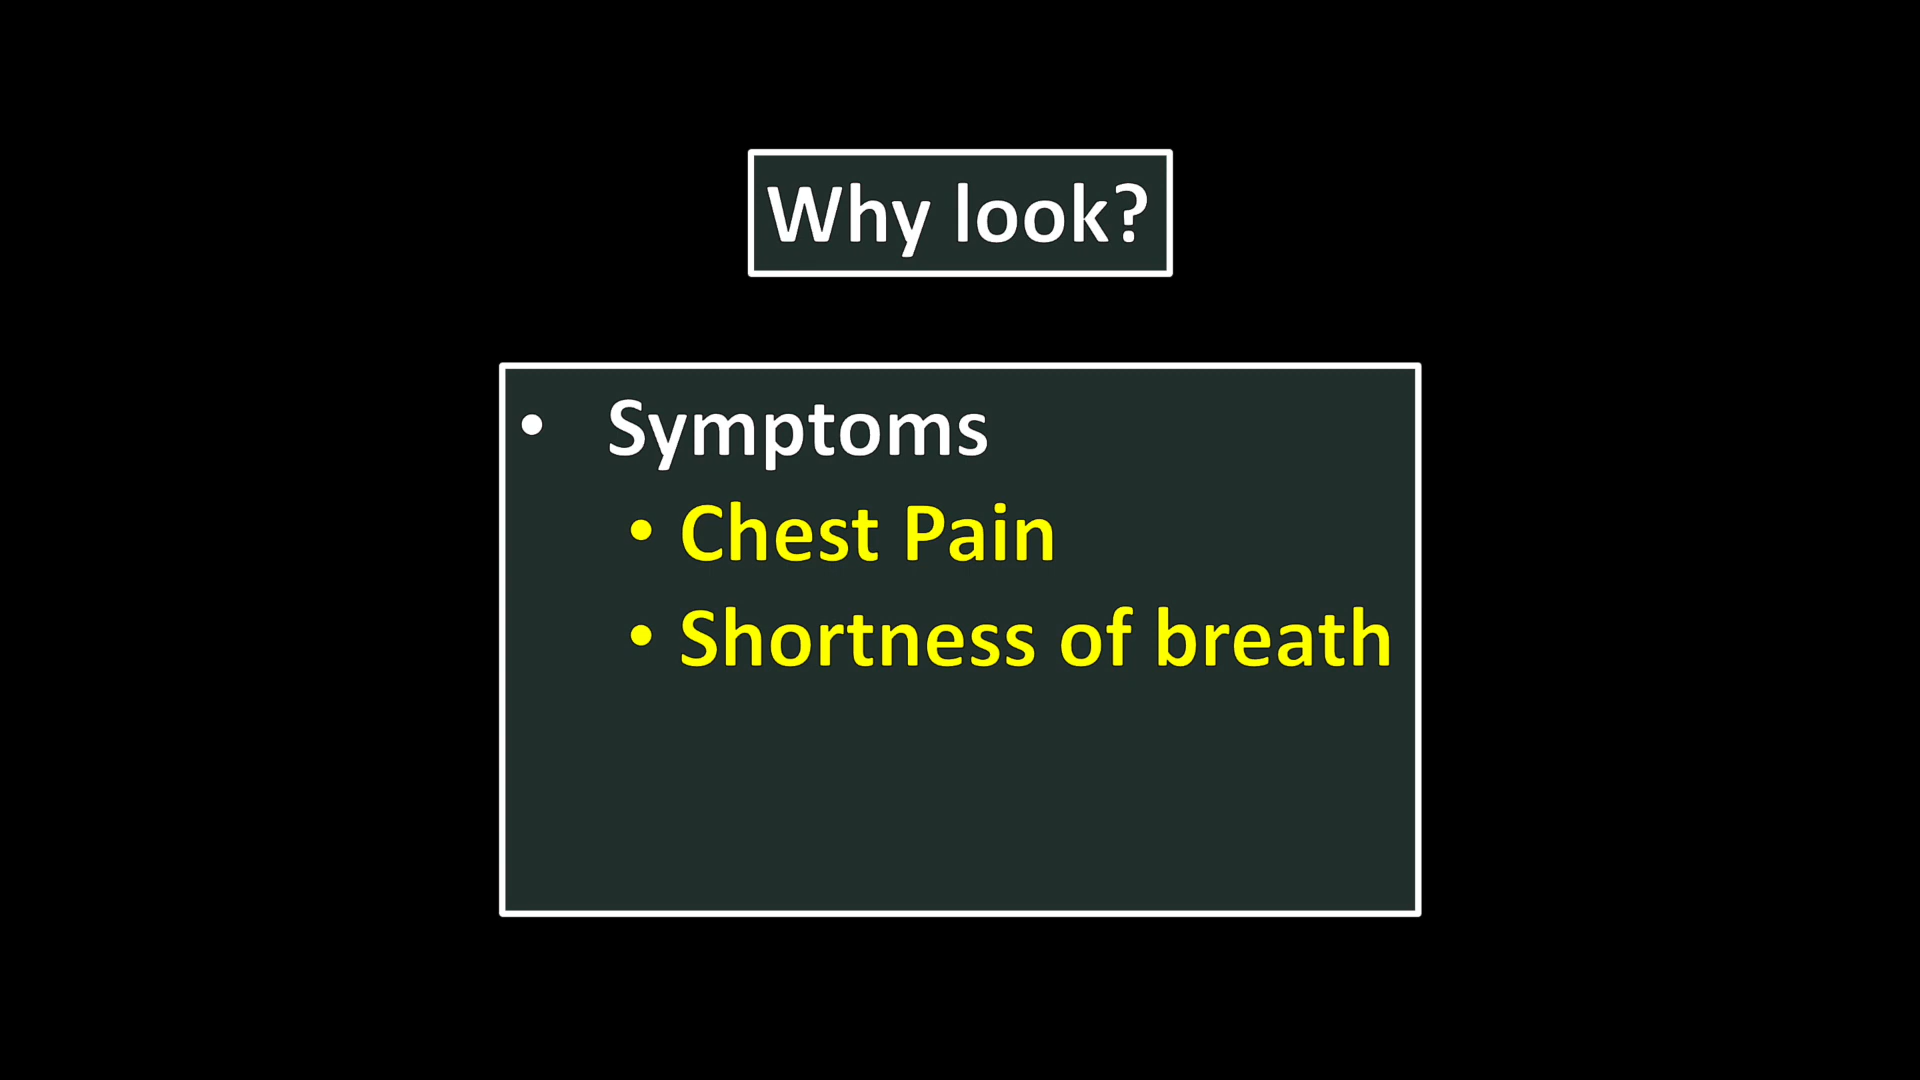 Why look?
• Symptoms
• Chest Pain
• Shortness of breath